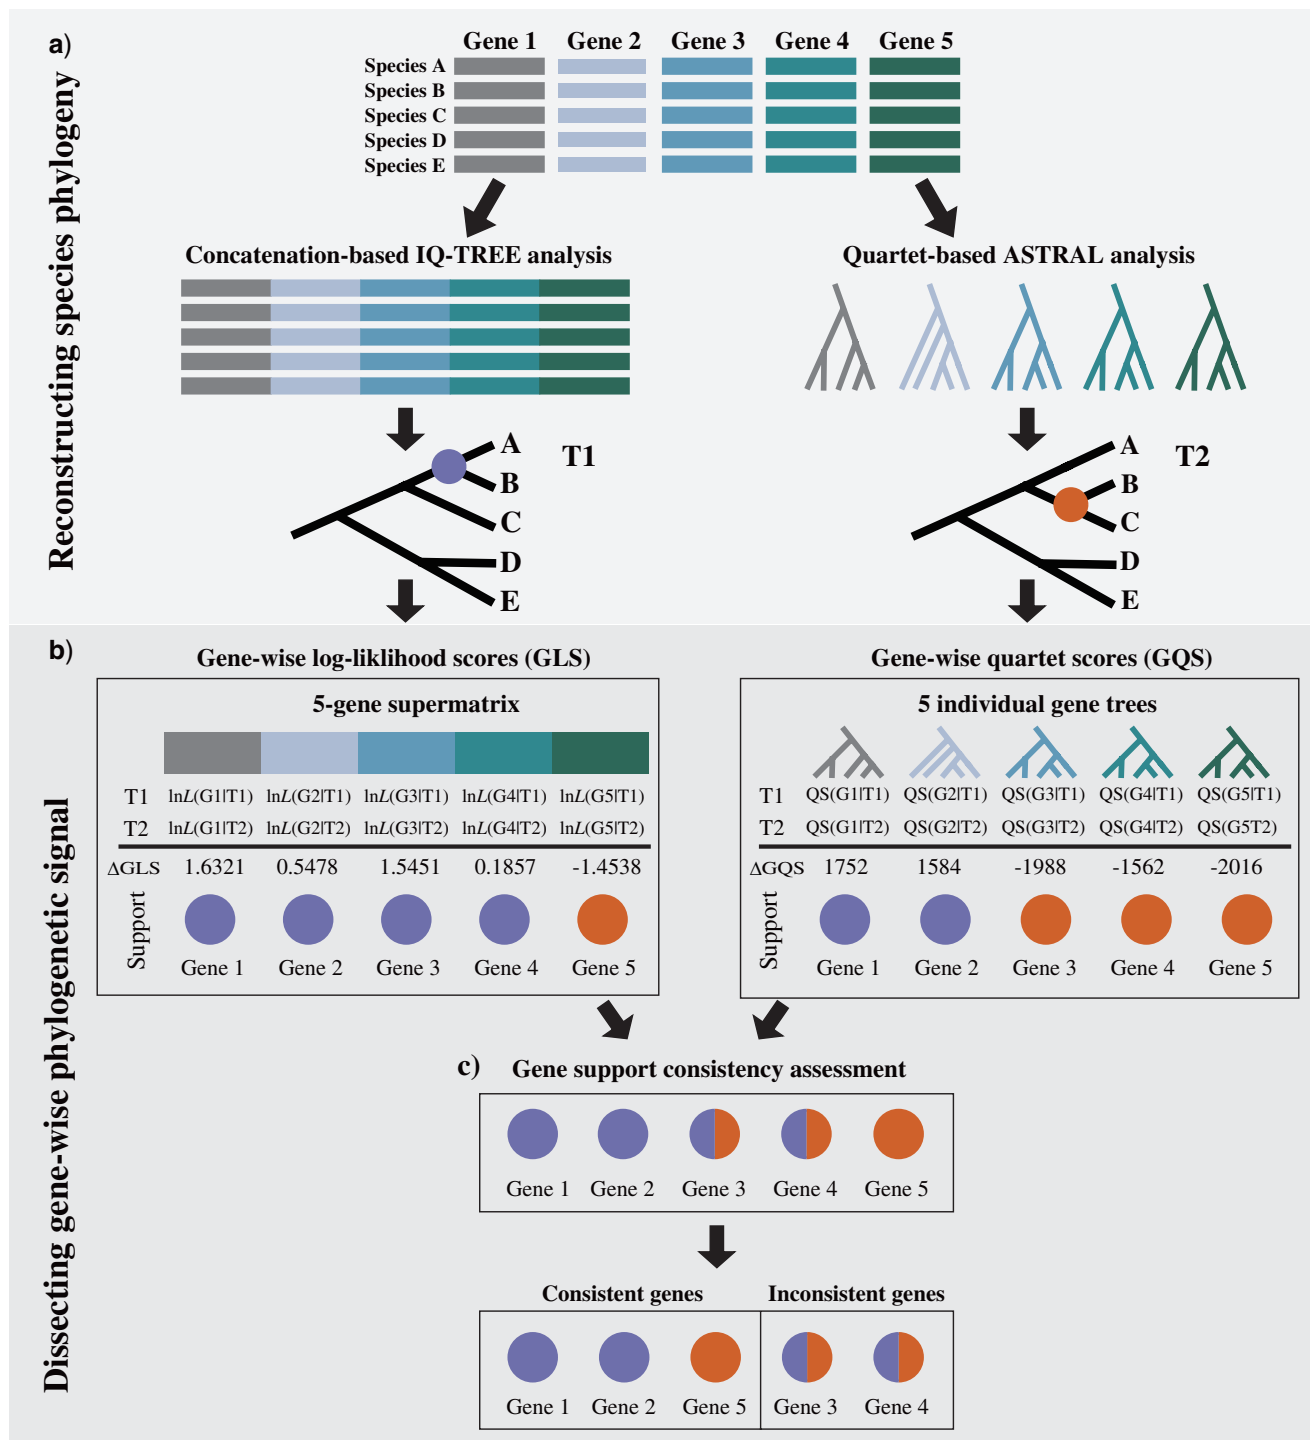 a)
Reconstructing species phylogeny
Gene 1 Gene 2 Gene 3 Gene 4 Gene 5
Species A
Species B
Species C
Species D
Species E
Concatenation-based IQ-TREE analysis
Quartet-based ASTRAL analysis
T1
A
B
C
D
E
T2
A
B
C
D
E
b)
Dissecting gene-wise phylogenetic signal
Gene-wise log-liklihood scores (GLS)
5-gene supermatrix
T1 lnL(G1|T1) lnL(G2|T1) lnL(G3|T1) lnL(G4|T1) lnL(G5|T1)
T2 lnL(G1|T2) lnL(G2|T2) lnL(G3|T2) lnL(G4|T2) lnL(G5|T2)
ΔGLS 1.6321 0.5478 1.5451 0.1857 -1.4538
Support
Gene 1 Gene 2 Gene 3 Gene 4 Gene 5
Gene-wise quartet scores (GQS)
5 individual gene trees
T1 QS(G1|T1) QS(G2|T1) QS(G3|T1) QS(G4|T1) QS(G5|T1)
T2 QS(G1|T2) QS(G2|T2) QS(G3|T2) QS(G4|T2) QS(G5T2)
ΔGQS 1752 1584 -1988 -1562 -2016
Support
Gene 1 Gene 2 Gene 3 Gene 4 Gene 5
c)
Gene support consistency assessment
Gene 1 Gene 2 Gene 3 Gene 4 Gene 5
Consistent genes
Inconsistent genes
Gene 1 Gene 2 Gene 5 Gene 3 Gene 4